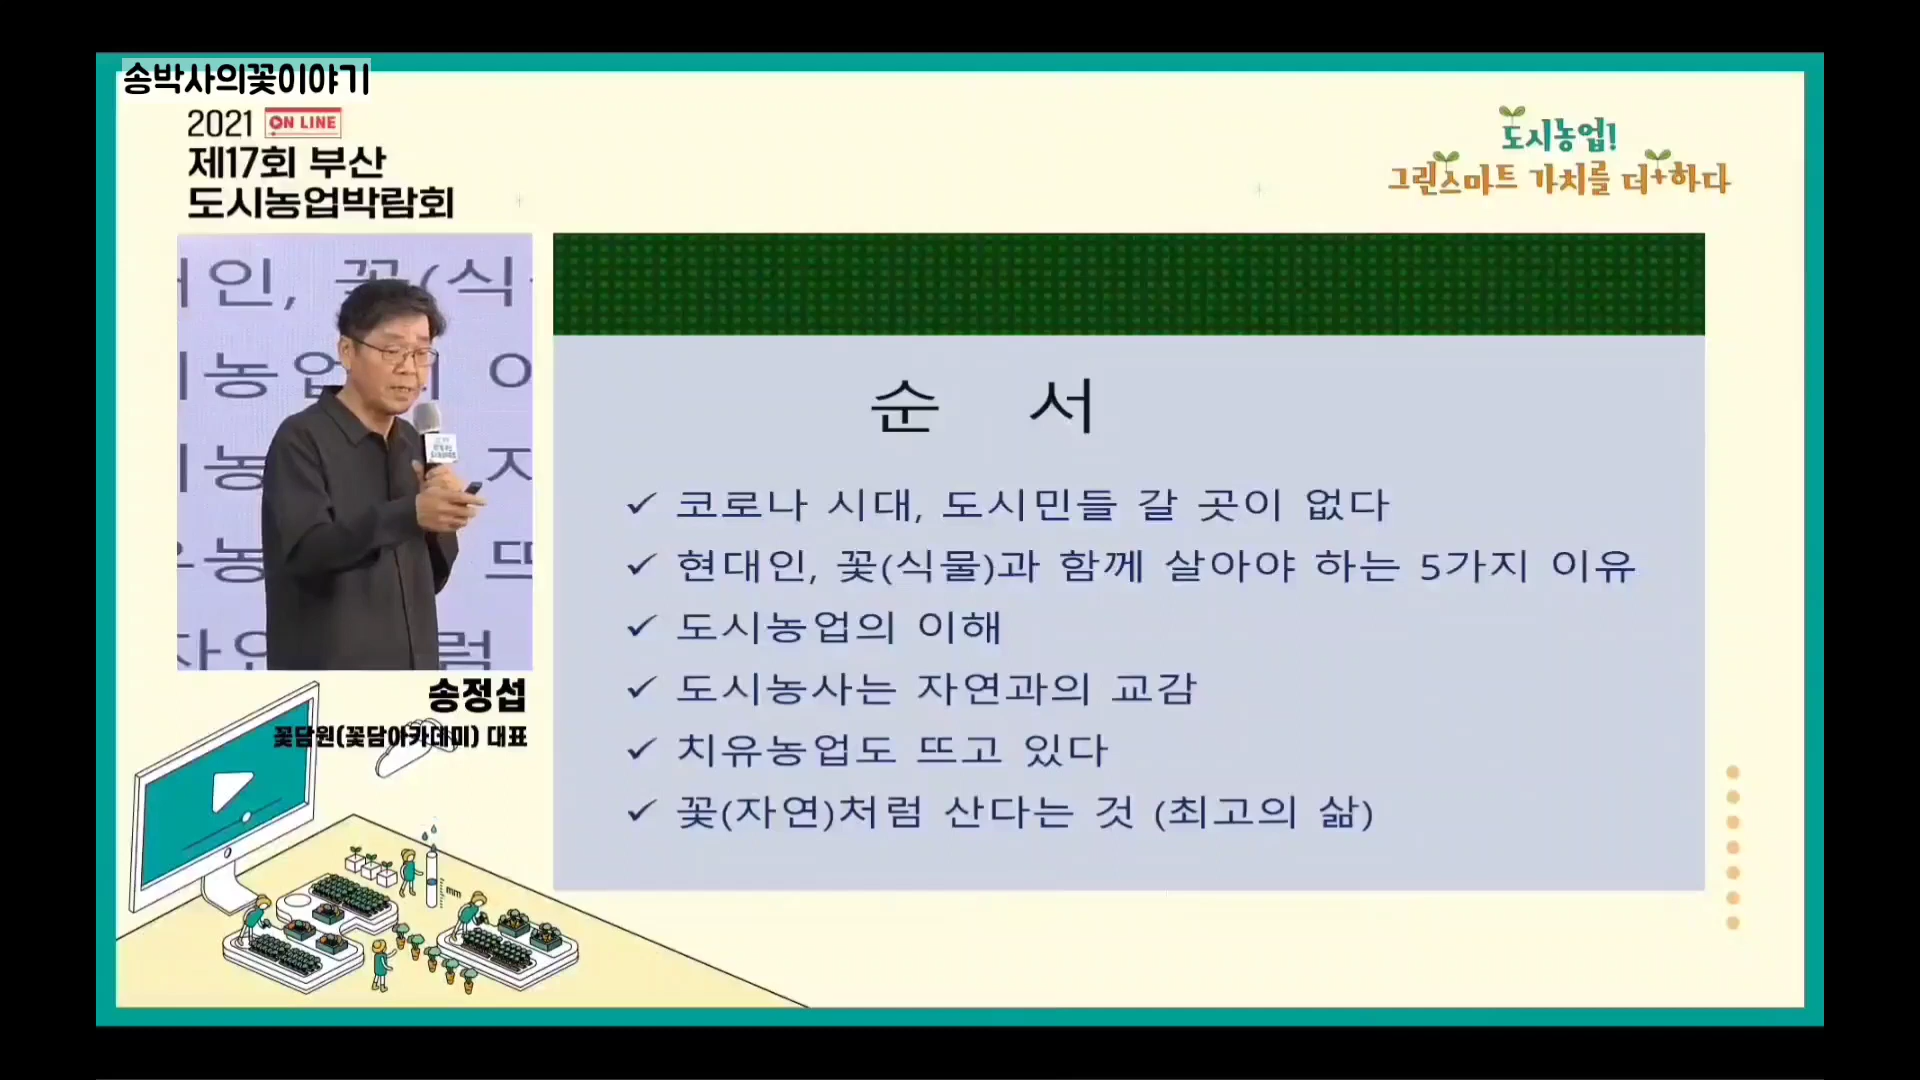 송박사의꽃이야기
2021 ON LINE
제17회 부산
도시농업박람회
도시농업!
그린스마트 가치를 더+하다
송정섭
꽃담원(꽃담아카데미) 대표
순 서
✓ 코로나 시대, 도시민들 갈 곳이 없다
✓ 현대인, 꽃(식물)과 함께 살아야 하는 5가지 이유
✓ 도시농업의 이해
✓ 도시농사는 자연과의 교감
✓ 치유농업도 뜨고 있다
✓ 꽃(자연)처럼 산다는 것 (최고의 삶)
mm